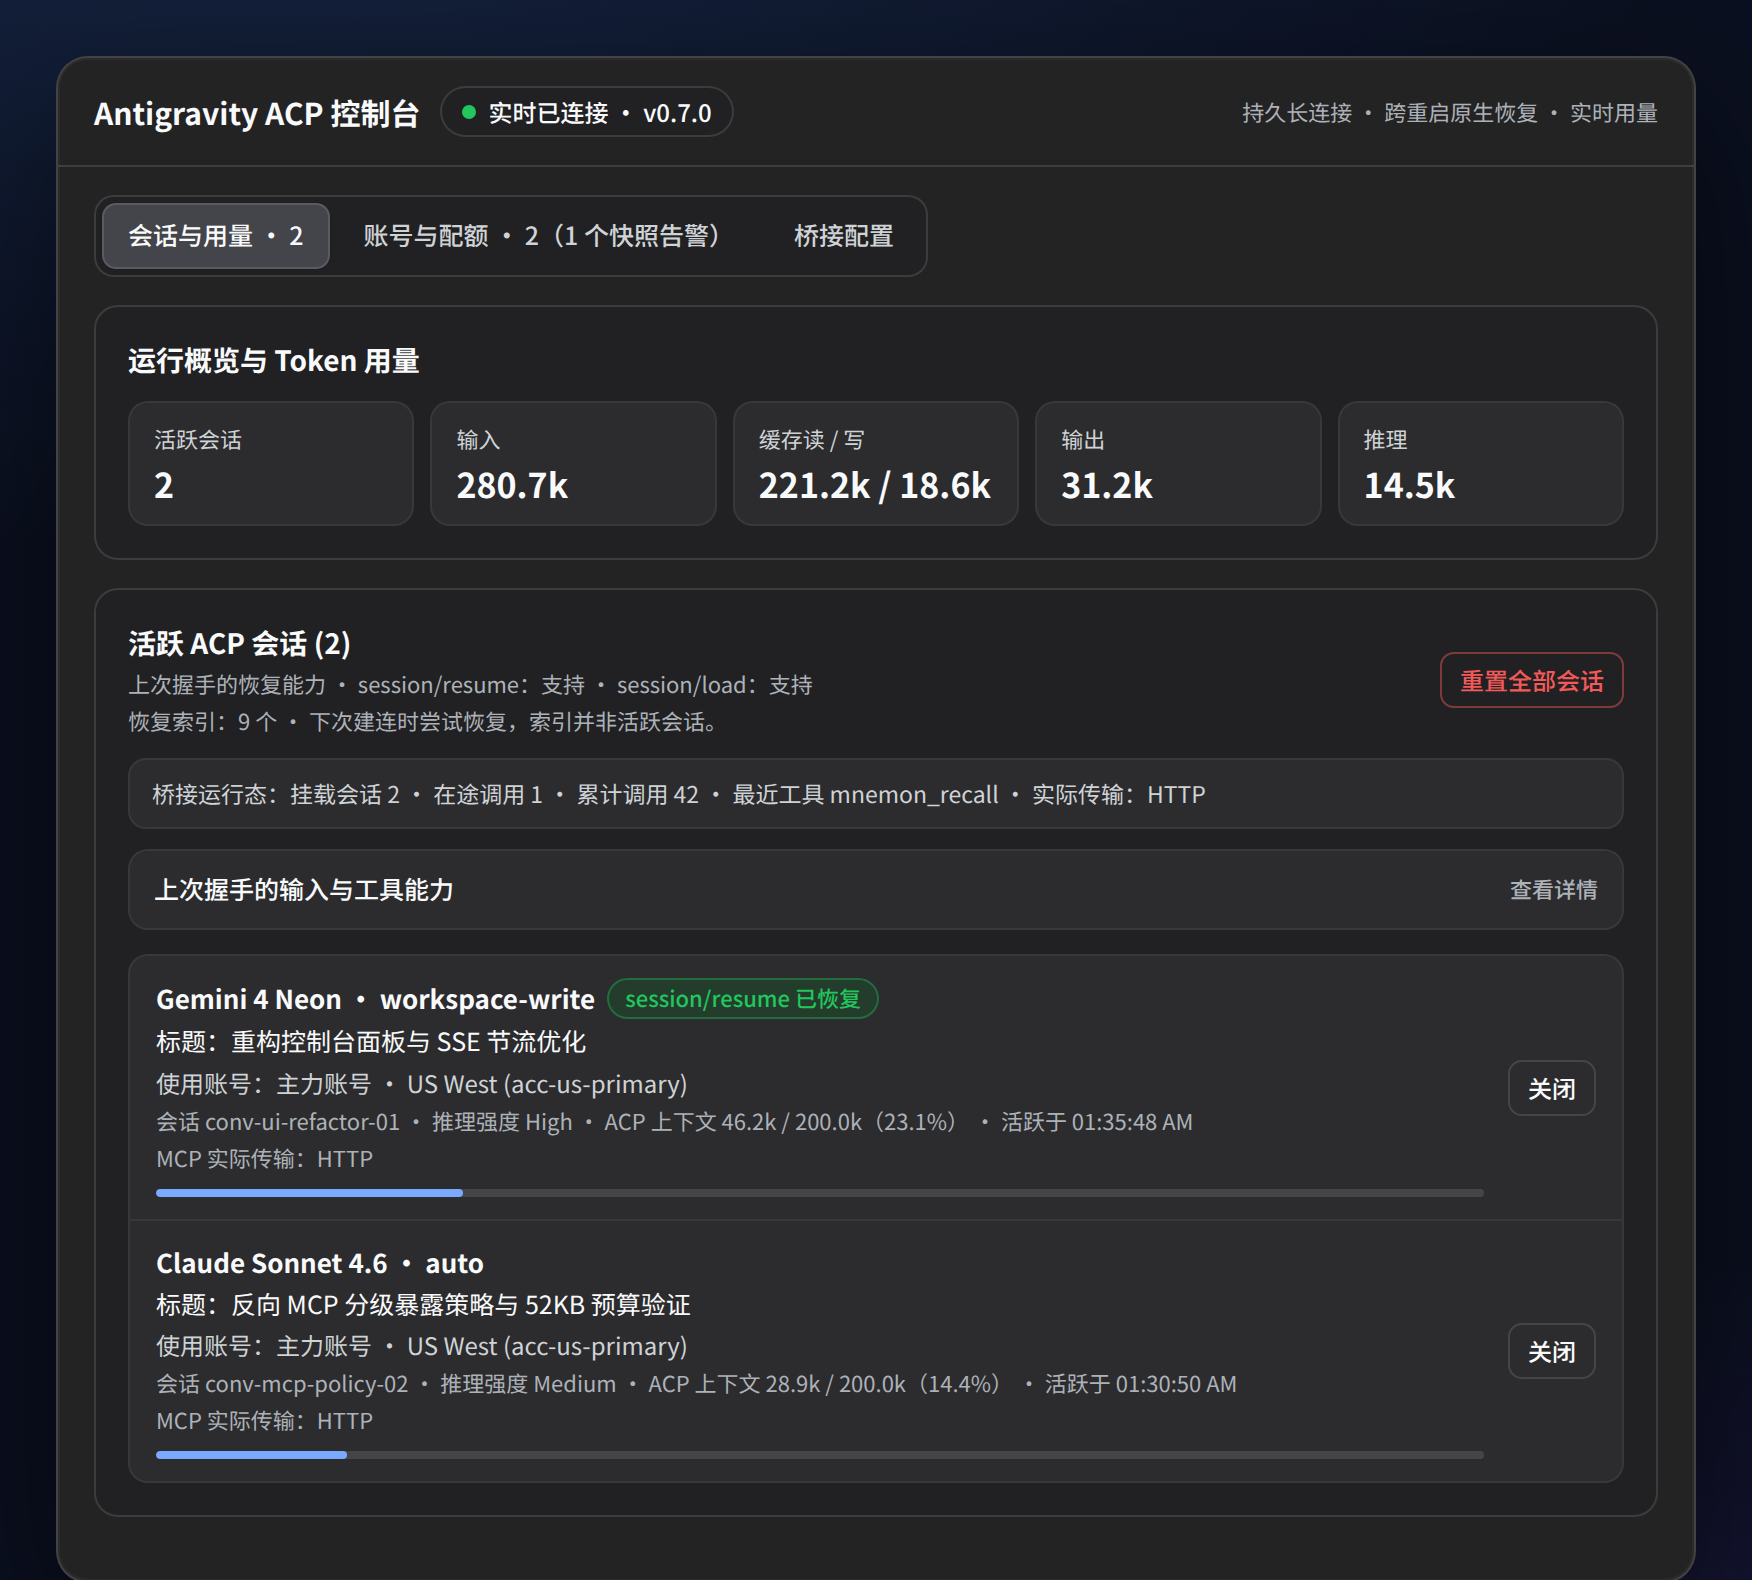 Antigravity ACP 控制台
实时已连接 • v0.7.0
持久长连接 • 跨重启原生恢复 • 实时用量
会话与用量 • 2
账号与配额 • 2（1 个快照告警）
桥接配置
运行概览与 Token 用量
活跃会话
2
输入
280.7k
缓存读 / 写
221.2k / 18.6k
输出
31.2k
推理
14.5k
活跃 ACP 会话 (2)
上次握手的恢复能力 • session/resume：支持 • session/load：支持
恢复索引：9 个 • 下次建连时尝试恢复，索引并非活跃会话。
重置全部会话
桥接运行态：挂载会话 2 • 在途调用 1 • 累计调用 42 • 最近工具 mnemon_recall • 实际传输：HTTP
上次握手的输入与工具能力
查看详情
Gemini 4 Neon • workspace-write
session/resume 已恢复
标题：重构控制台面板与 SSE 节流优化
使用账号：主力账号 • US West (acc-us-primary)
会话 conv-ui-refactor-01 • 推理强度 High • ACP 上下文 46.2k / 200.0k（23.1%） • 活跃于 01:35:48 AM
MCP 实际传输：HTTP
关闭
Claude Sonnet 4.6 • auto
标题：反向 MCP 分级暴露策略与 52KB 预算验证
使用账号：主力账号 • US West (acc-us-primary)
会话 conv-mcp-policy-02 • 推理强度 Medium • ACP 上下文 28.9k / 200.0k（14.4%） • 活跃于 01:30:50 AM
MCP 实际传输：HTTP
关闭